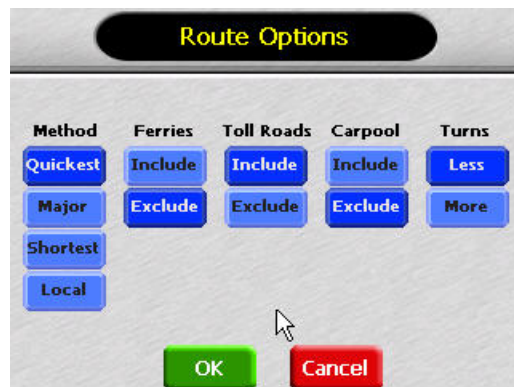 Route Options
Method Ferries Toll Roads Carpool Turns
Quickest Include Include Include Less
Major Exclude Exclude Exclude More
Shortest
Local
OK Cancel